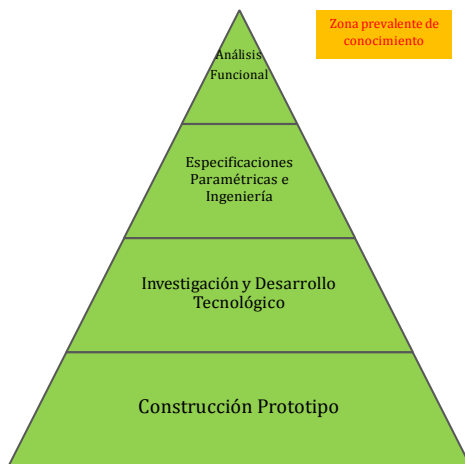 Zona prevalente de
conocimiento
Análisis
Funcional
Especificaciones
Paramétricas e
Ingeniería
Investigación y Desarrollo
Tecnológico
Construcción Prototipo